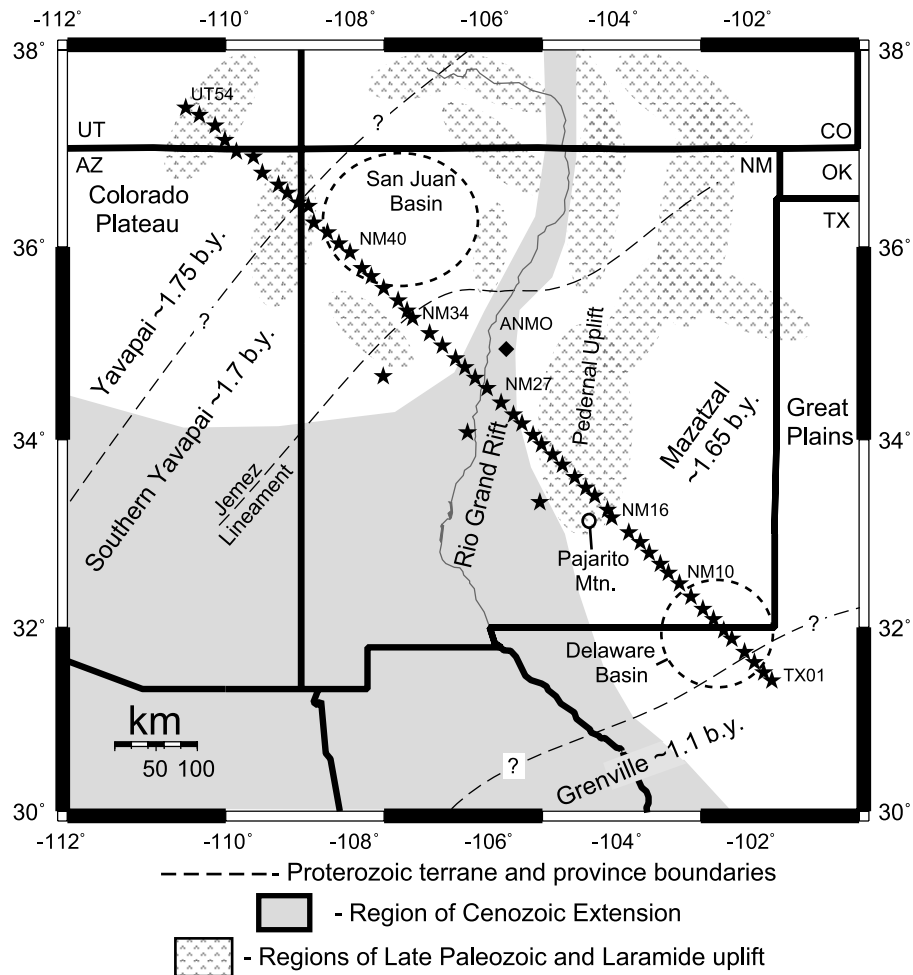 -112˚ -110˚ -108˚ -106˚ -104˚ -102˚
38˚ 38˚
UT54
?
UT CO
AZ NM OK
TX
Colorado
Plateau
San Juan
Basin
NM40
36˚ 36˚
Yavapai ~1.75 b.y.
?
NM34
ANMO
Southern Yavapai ~1.7 b.y.
NM27
Pedernal Uplift
Mazatzal
~1.65 b.y.
Great
Plains
34˚ 34˚
Jemez
Lineament
Rio Grand Rift
NM16
Pajarito
Mtn.
NM10
32˚ 32˚
?
Delaware
Basin
TX01
km
50 100
?
Grenville ~1.1 b.y.
30˚ 30˚
-112˚ -110˚ -108˚ -106˚ -104˚ -102˚
- Proterozoic terrane and province boundaries
- Region of Cenozoic Extension
- Regions of Late Paleozoic and Laramide uplift